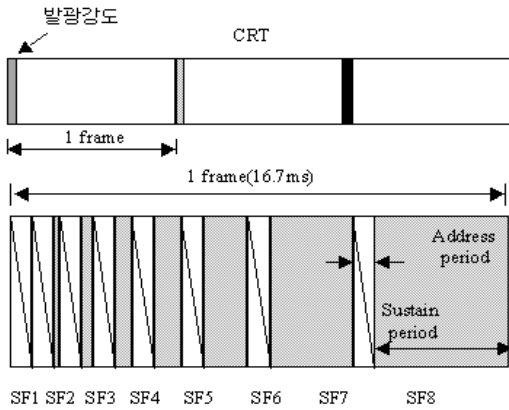 발광강도
CRT
1 frame
1 frame(16.7ms)
Address
period
Sustain
period
SF1 SF2 SF3 SF4 SF5 SF6 SF7 SF8